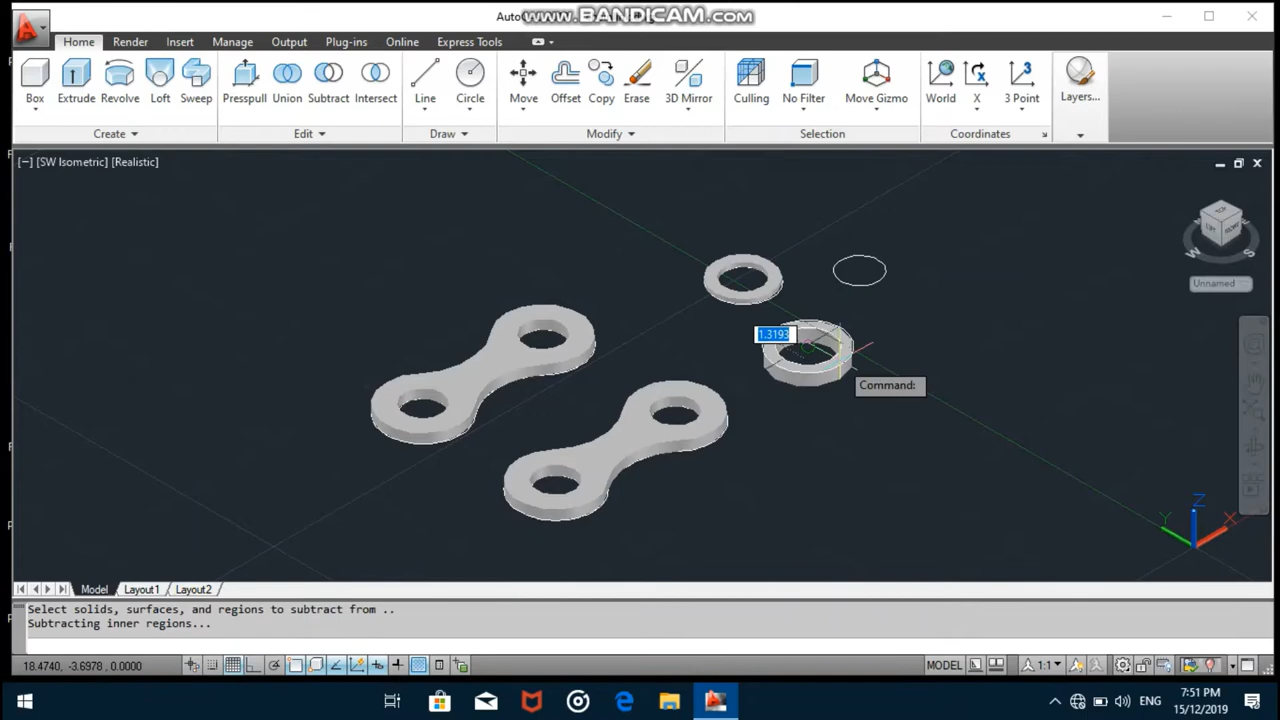 Auto
www.BANDICAM.com
Home Render Insert Manage Output Plug-ins Online Express Tools
Box Extrude Revolve Loft Sweep Presspull Union Subtract Intersect Line Circle Move Offset Copy Erase 3D Mirror Culling No Filter Move Gizmo World X 3 Point Layers...
Create Edit Draw Modify Selection Coordinates
[−] [SW Isometric] [Realistic]
W S
Unnamed
1.3193
Command:
Z
Y X
Model Layout1 Layout2
Select solids, surfaces, and regions to subtract from ..
Subtracting inner regions...
18.4740, -3.6978, 0.0000 MODEL 1:1
ENG 7:51 PM
15/12/2019